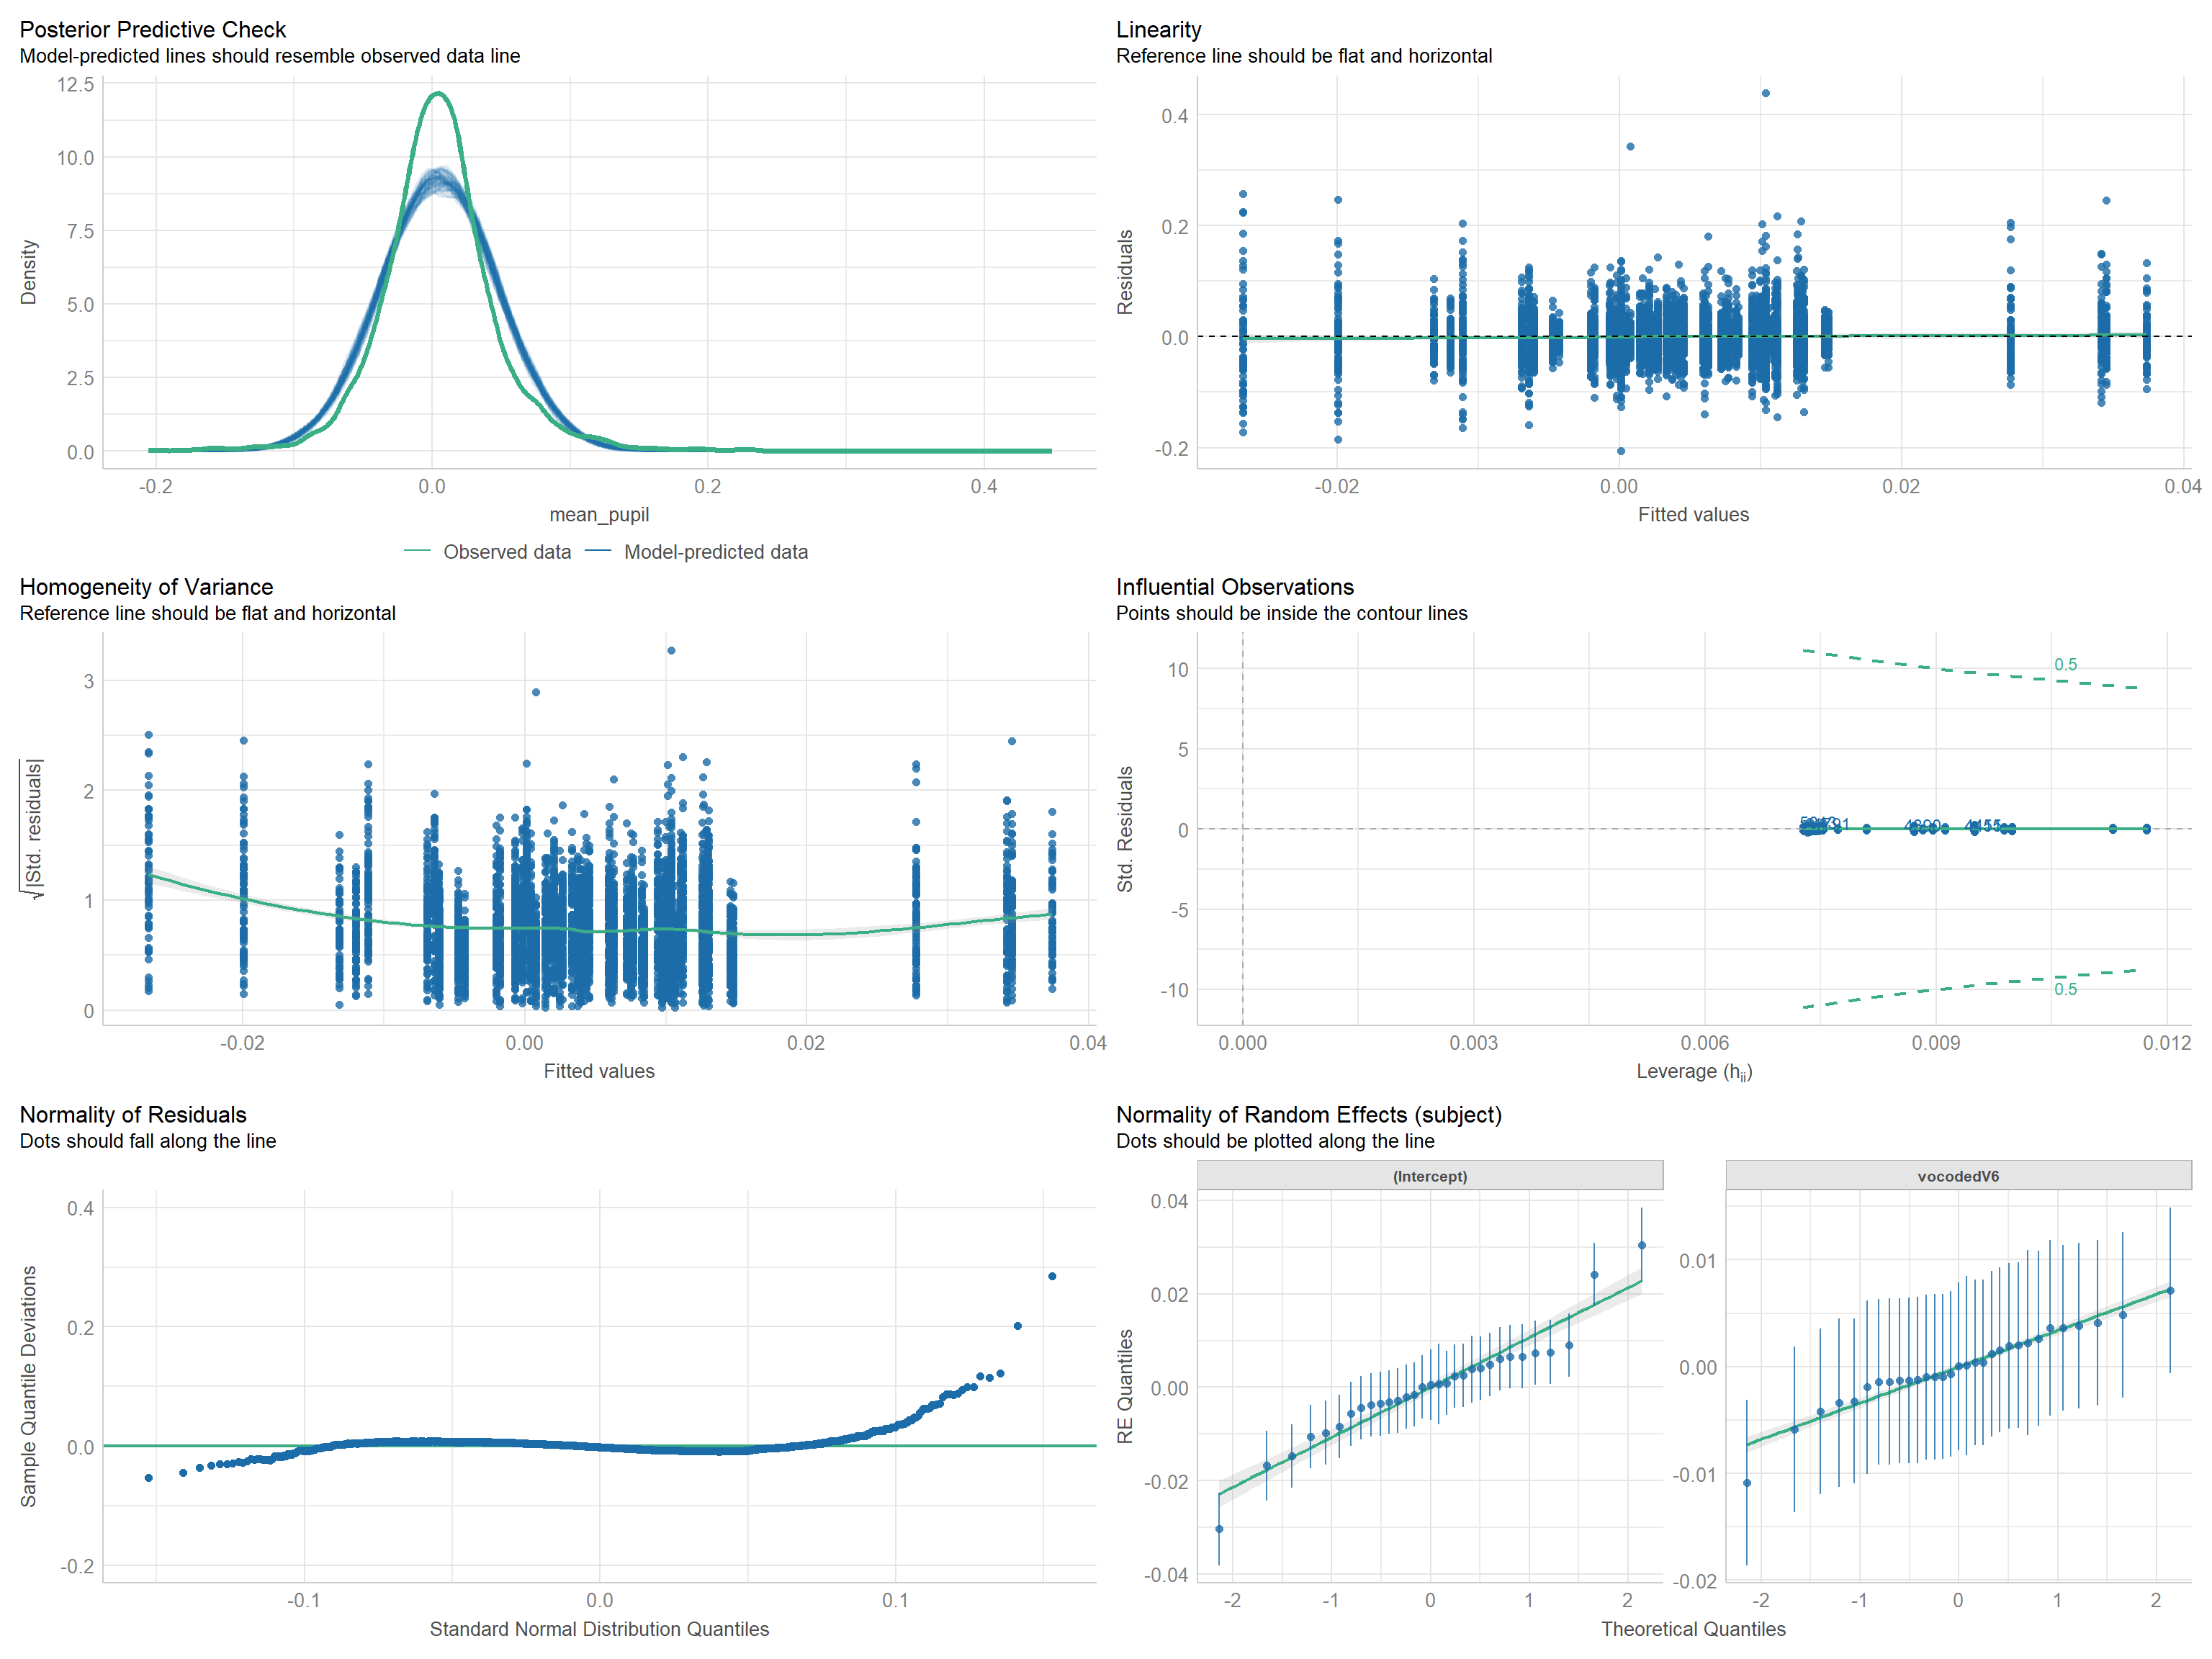 Posterior Predictive Check
Model-predicted lines should resemble observed data line
12.5
10.0
7.5
5.0
2.5
0.0
Density
-0.2
0.0
0.2
0.4
mean_pupil
Observed data
Model-predicted data
Linearity
Reference line should be flat and horizontal
0.4
0.2
0.0
-0.2
Residuals
-0.02
0.00
0.02
0.04
Fitted values
Homogeneity of Variance
Reference line should be flat and horizontal
3
2
1
0
√|Std. residuals|
-0.02
0.00
0.02
0.04
Fitted values
Influential Observations
Points should be inside the contour lines
10
5
0
-5
-10
Std. Residuals
0.5
0.5
0.000
0.003
0.006
0.009
0.012
Leverage (hii)
Normality of Residuals
Dots should fall along the line
0.4
0.2
0.0
-0.2
Sample Quantile Deviations
-0.1
0.0
0.1
Standard Normal Distribution Quantiles
Normality of Random Effects (subject)
Dots should be plotted along the line
(Intercept)
vocodedV6
0.04
0.02
0.00
-0.02
-0.04
RE Quantiles
0.01
0.00
-0.01
-0.02
-2
-1
0
1
2
-2
-1
0
1
2
Theoretical Quantiles